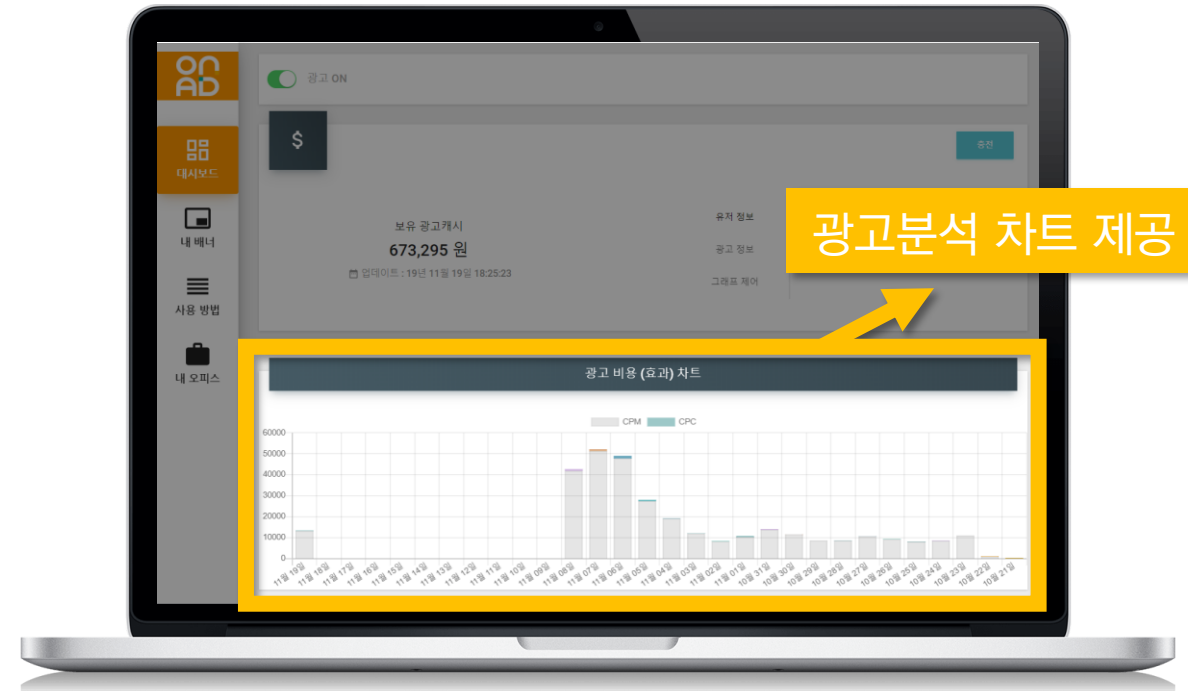 ON
AD
광고 ON
$
충전
대시보드
내 배너
사용 방법
내 오피스
보유 광고캐시
673,295 원
업데이트 : 19년 11월 19일 18:25:23
유저 정보
광고 정보
그래프 제어
광고분석 차트 제공
광고 비용 (효과) 차트
CPM CPC
60000
50000
40000
30000
20000
10000
0
11월 19일 11월 18일 11월 17일 11월 16일 11월 15일 11월 14일 11월 13일 11월 12일 11월 11일 11월 10일 11월 09일 11월 08일 11월 07일 11월 06일 11월 05일 11월 04일 11월 03일 11월 02일 11월 01일 10월 31일 10월 30일 10월 29일 10월 28일 10월 27일 10월 26일 10월 25일 10월 24일 10월 23일 10월 22일 10월 21일